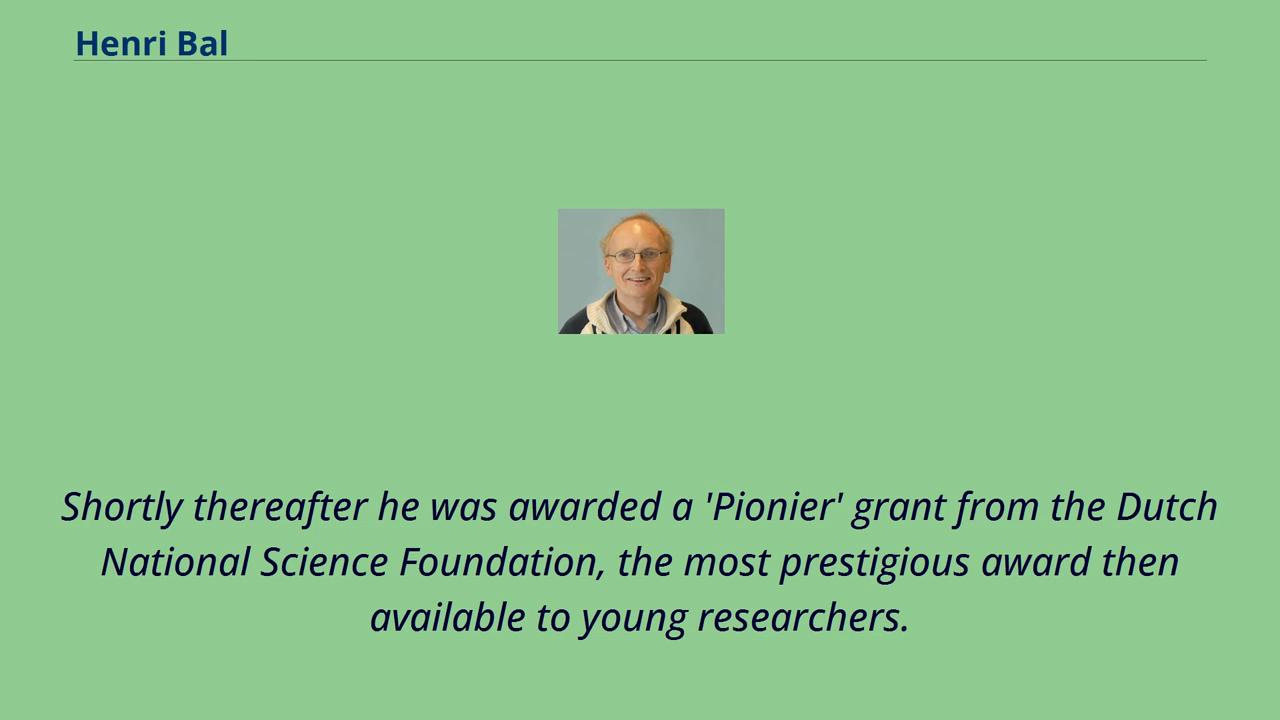 Henri Bal
Shortly thereafter he was awarded a 'Pionier' grant from the Dutch
National Science Foundation, the most prestigious award then
available to young researchers.